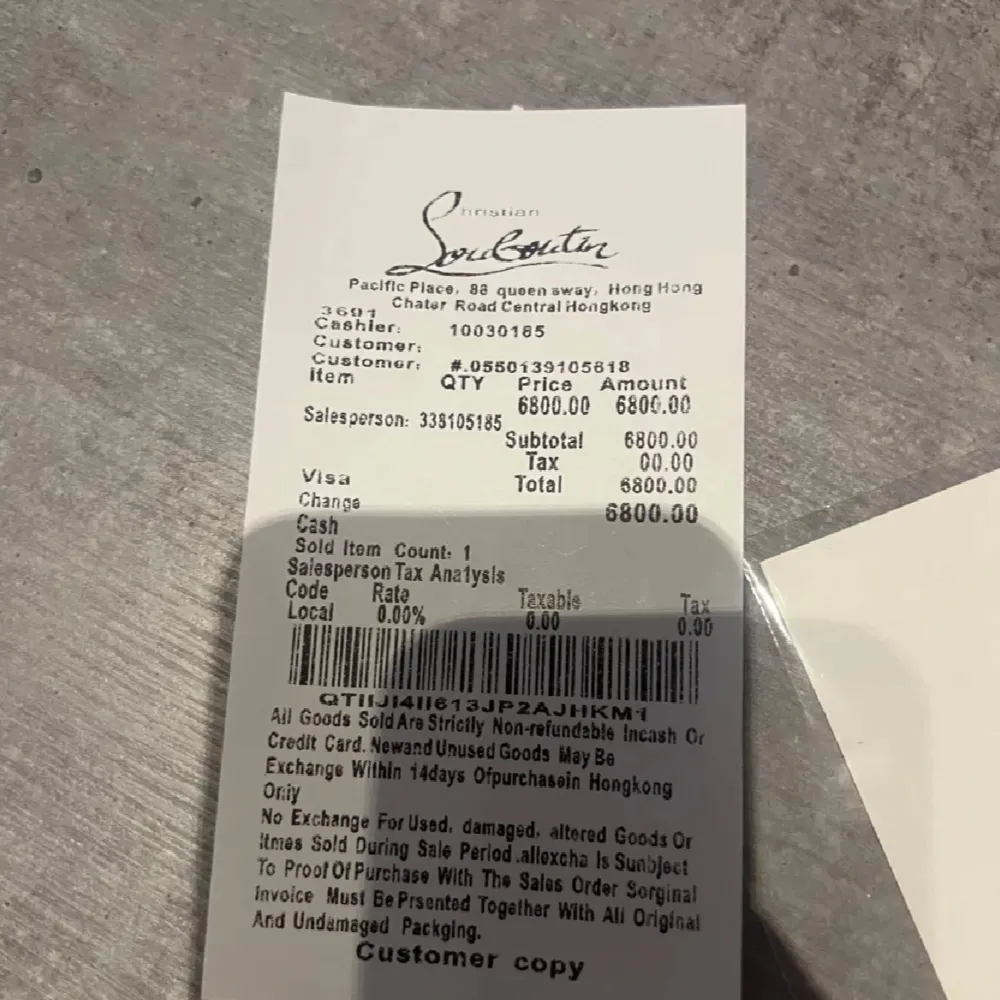 Christian
Louboutin
Pacific Place, 88 queen sway, Hong Hong
Chater Road Central Hongkong
3691
Cashier: 10030185
Customer:
Customer: #.0550139105818
Item QTY Price Amount
6800.00 6800.00
Salesperson: 338105185
Subtotal 6800.00
Tax 00.00
Visa Total 6800.00
Change 6800.00
Cash
Sold Item Count: 1
Salesperson Tax Anatysis
Code Rate Taxable Tax
Local 0.00% 0.00 0.00
QTIIJI4II613JP2AJHKM1
All Goods Sold Are Strictly Non-refundable Incash Or
Credit Card. Newand Unused Goods May Be
Exchange Within 14days Ofpurchasein Hongkong
Only
No Exchange For Used, damaged, altered Goods Or
Itmes Sold During Sale Period .allexcha Is Sunbject
To Proof Of Purchase With The Sales Order Sorginal
Invoice Must Be Prsented Together With All Original
And Undamaged Packging.
Customer copy